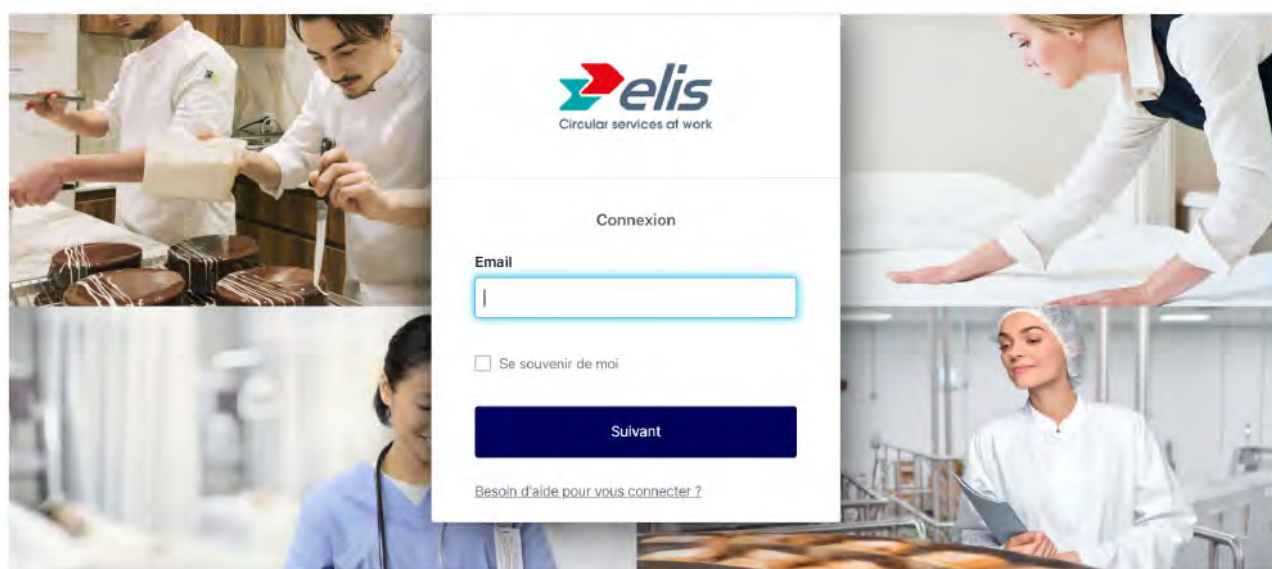 elis
Circular services at work
Connexion
Email
Se souvenir de moi
Suivant
Besoin d'aide pour vous connecter ?